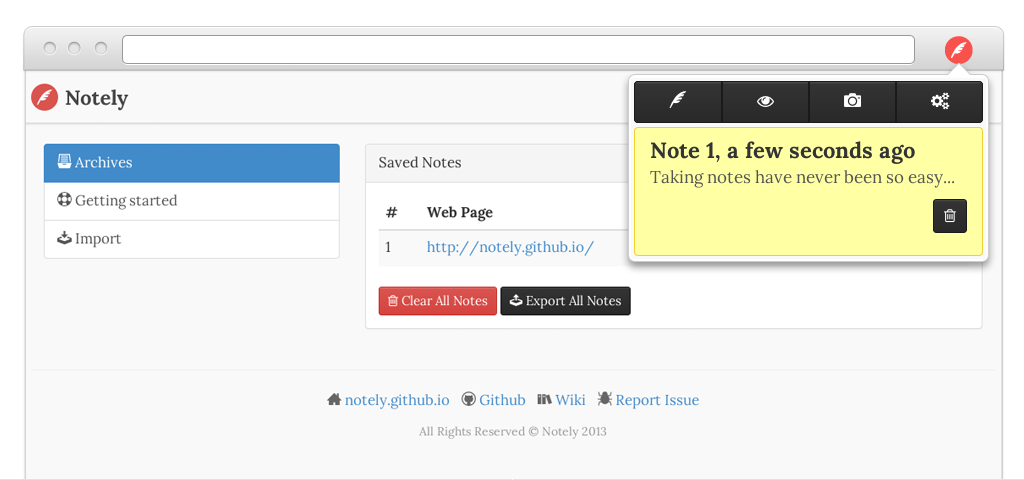 Notely
Archives
Getting started
Import
Saved Notes
# Web Page
1 http://notely.github.io/
Clear All Notes Export All Notes
Note 1, a few seconds ago
Taking notes have never been so easy...
notely.github.io Github Wiki Report Issue
All Rights Reserved © Notely 2013